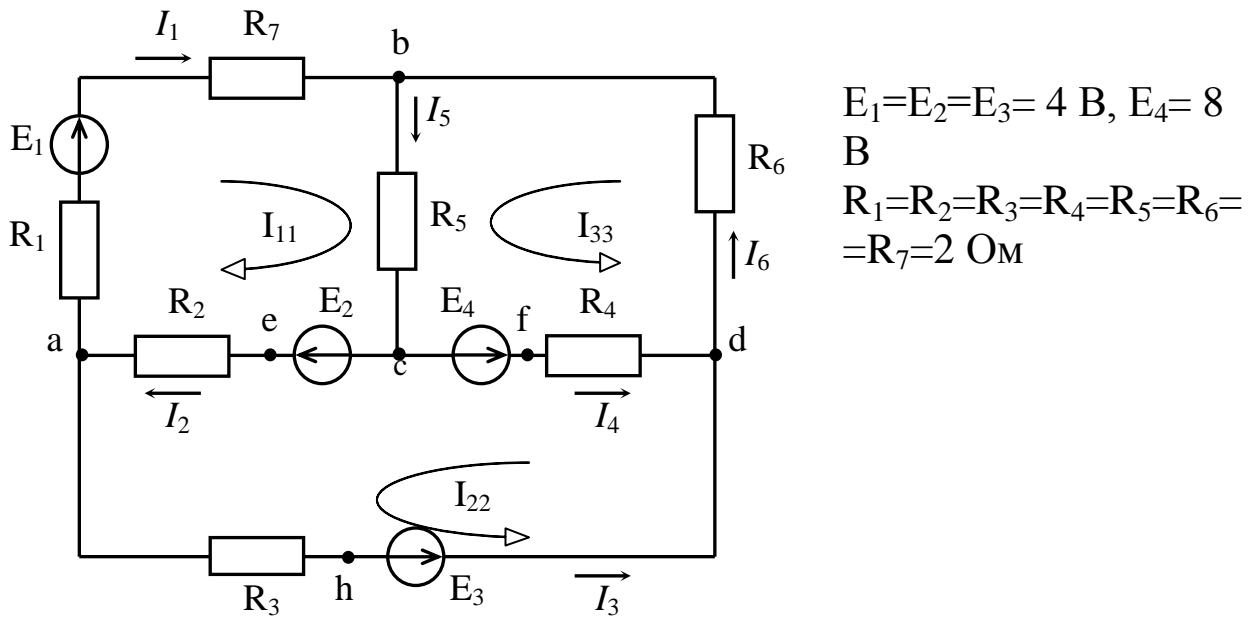 I₁ R₇ b
I₅
E₁
R₆
R₁ I₁₁ R₅ I₃₃
I₆
R₂ e E₂ E₄ f R₄
a c d
I₂ I₄
I₂₂
R₃ h E₃ I₃
E₁=E₂=E₃= 4 В, E₄= 8
В
R₁=R₂=R₃=R₄=R₅=R₆=
=R₇=2 Ом